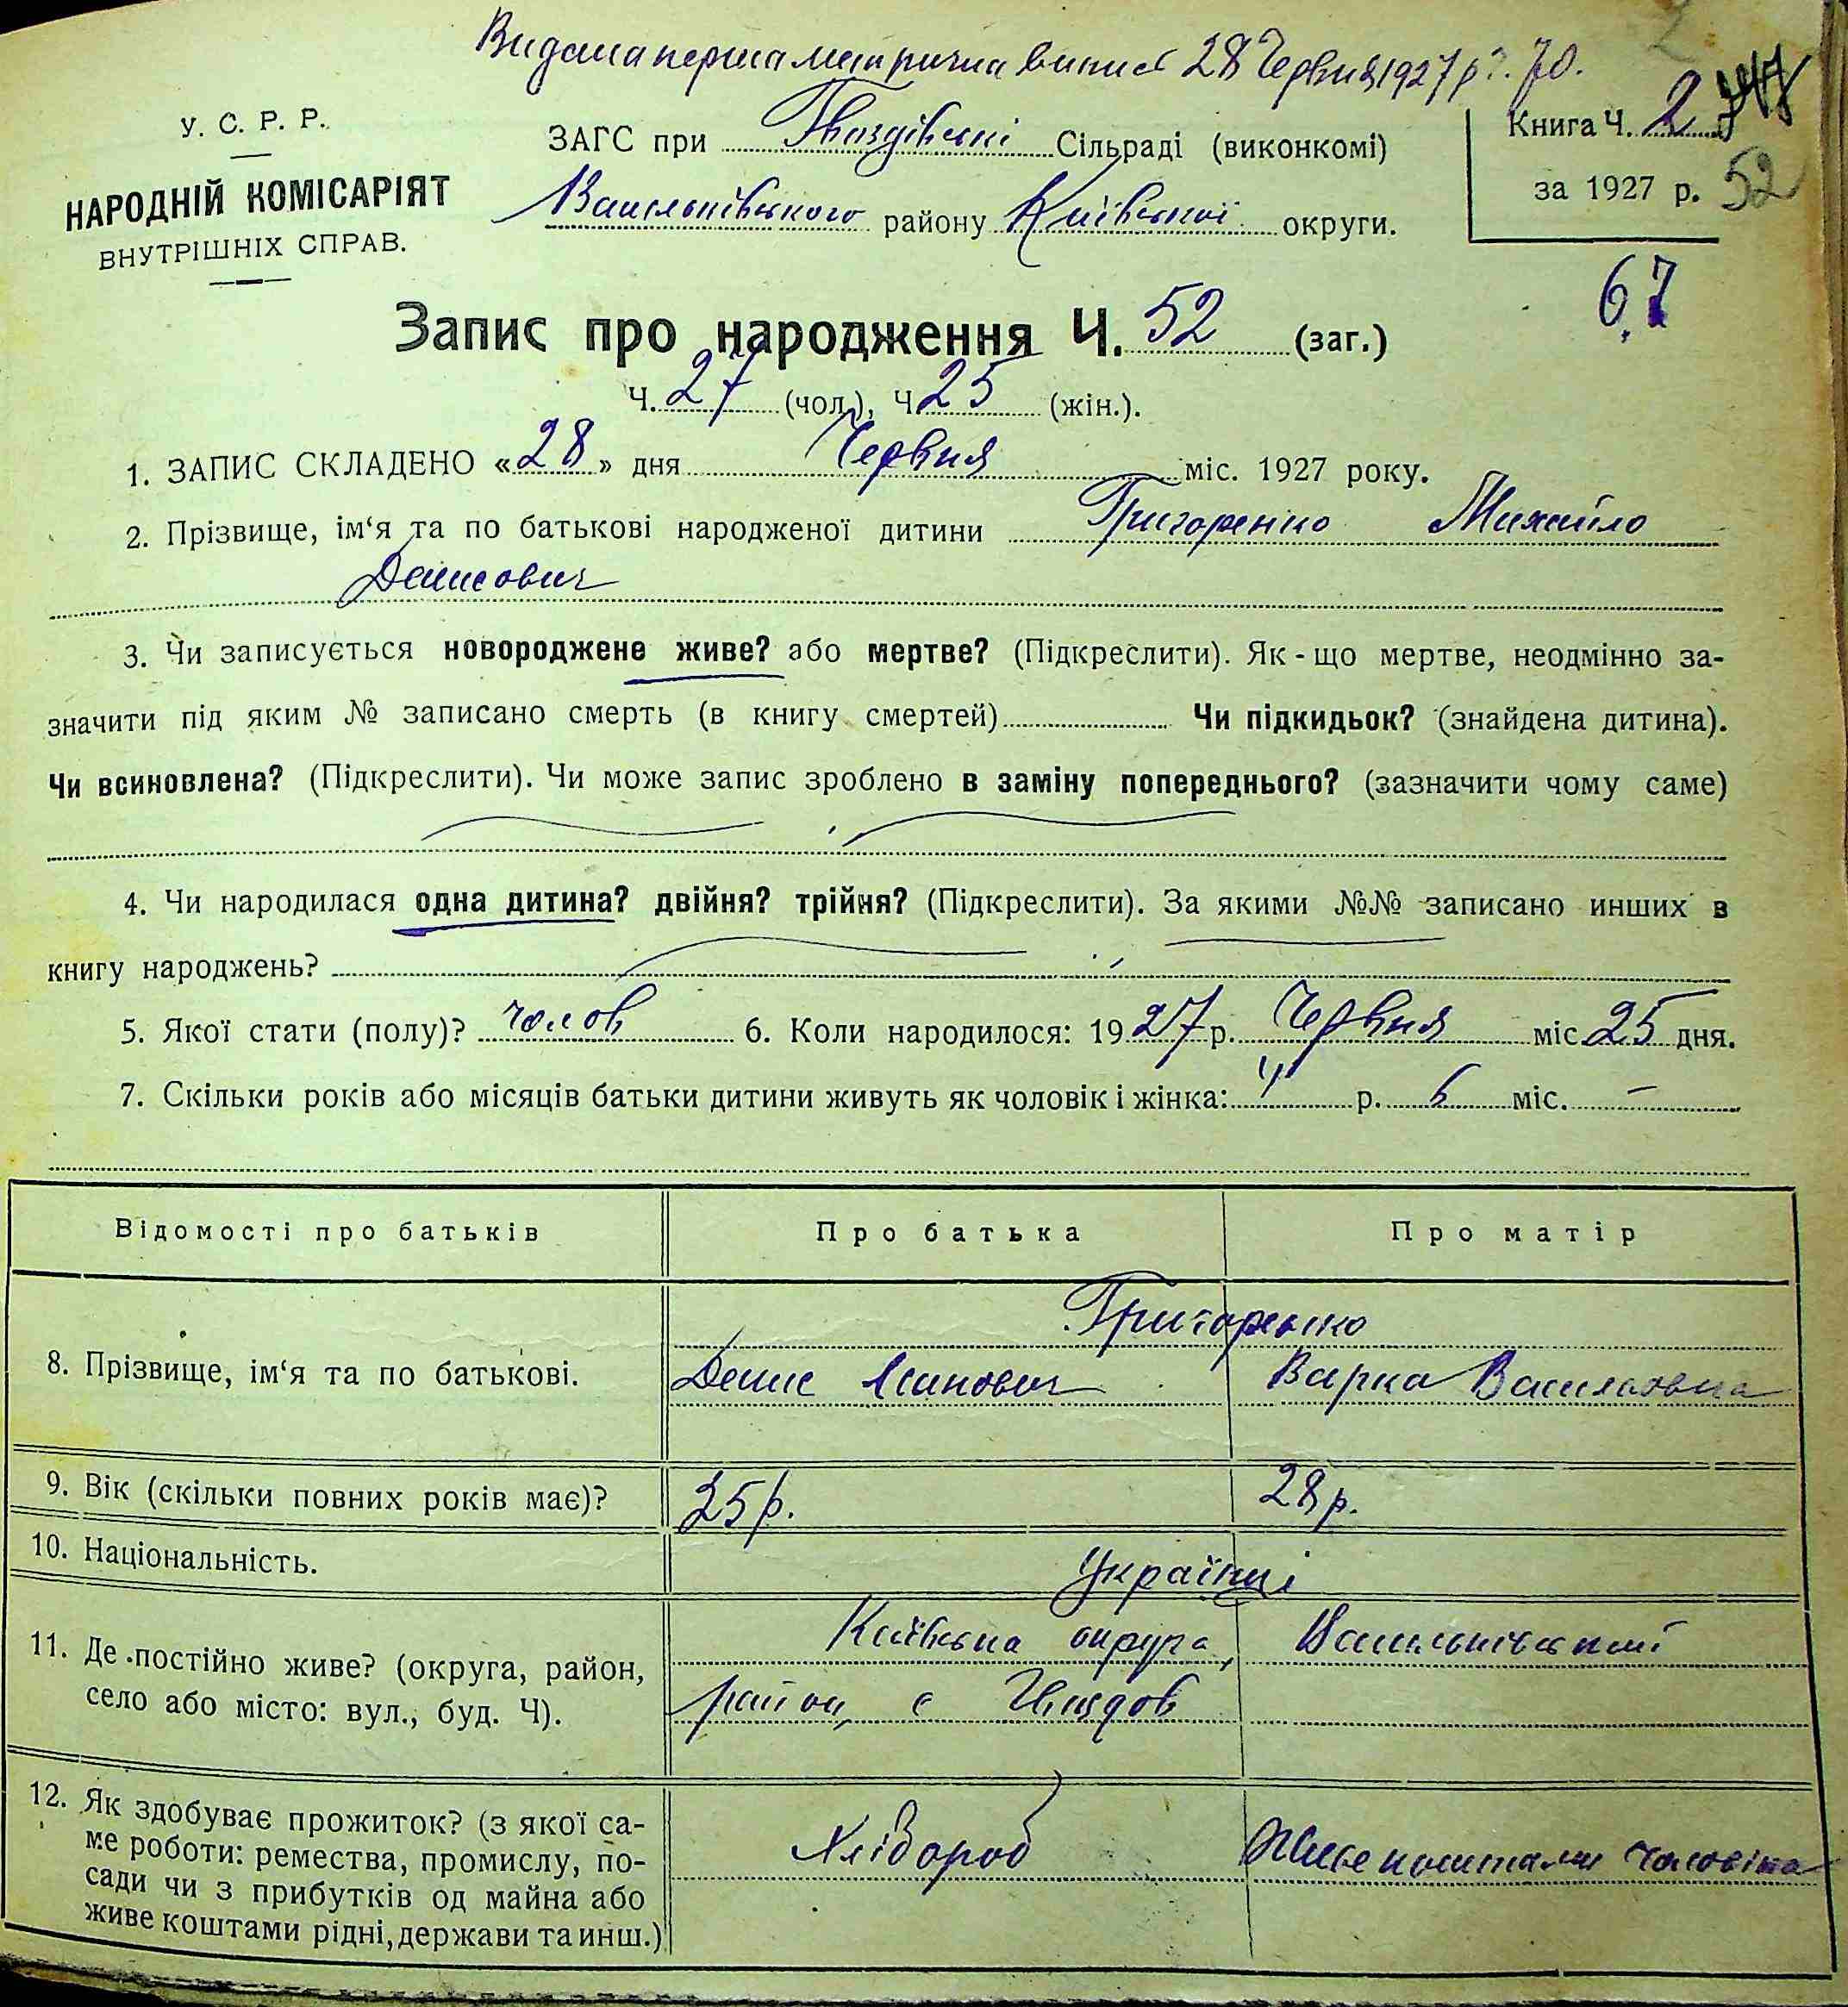 Видана перша метрична випис 28 Червня 1927 р. Ч. 70.
У. С. Р. Р.
НАРОДНІЙ КОМІСАРІЯТ
ВНУТРІШНІХ СПРАВ.
ЗАГС при Гвоздівські Сільраді (виконкомі)
Васильківського району Київської округи.
Книга Ч. 2
за 1927 р. 52
67
Запис про народження Ч. 52 (заг.)
Ч. 27 (чол.), Ч 25 (жін.).
1. ЗАПИС СКЛАДЕНО «28» дня Червня міс. 1927 року.
2. Прізвище, ім‘я та по батькові народженої дитини Григоренко Михайло
Денисович
3. Чи записується новороджене живе? або мертве? (Підкреслити). Як - що мертве, неодмінно за-
значити під яким № записано смерть (в книгу смертей) Чи підкидьок? (знайдена дитина).
Чи всиновлена? (Підкреслити). Чи може запис зроблено в заміну попереднього? (зазначити чому саме)
4. Чи народилася одна дитина? двійня? трійня? (Підкреслити). За якими №№ записано инших в
книгу народжень?
5. Якої стати (полу)? чолов 6. Коли народилося: 1927 р. Червня міс. 25 дня.
7. Скільки років або місяців батьки дитини живуть як чоловік і жінка: 4 р. 6 міс. —
Відомості про батьків Про батька Про матір
Григоренко
8. Прізвище, ім‘я та по батькові. Денис Варка Василовна
9. Вік (скільки повних років має)? 25 р. 28 р.
10. Національність. Українці
11. Де постійно живе? (округа, район,
село або місто: вул., буд. Ч).
Київська округа, Васильківський
район, с Гвоздов
12. Як здобуває прожиток? (з якої са-
ме роботи: ремества, промислу, по-
сади чи з прибутків од майна або
живе коштами рідні, держави та инш.)
Хлібороб Живе коштами чоловіка